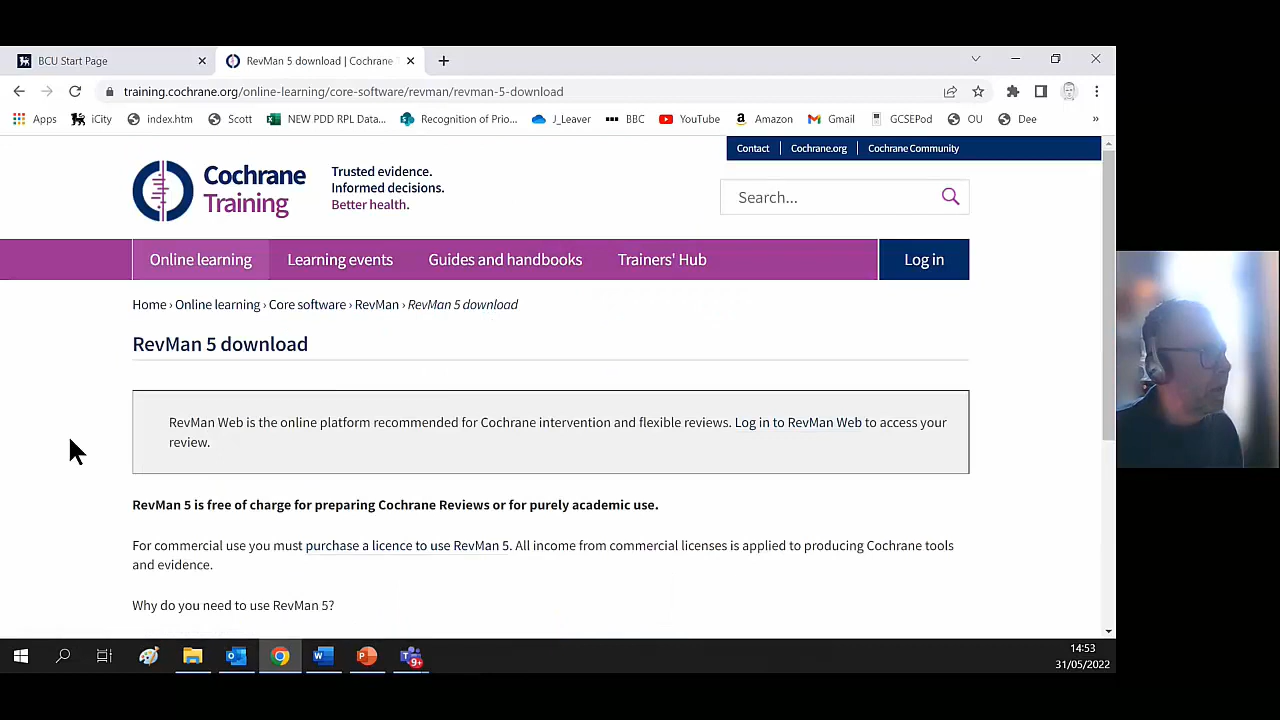 BCU Start Page
RevMan 5 download | Cochrane
training.cochrane.org/online-learning/core-software/revman/revman-5-download
Apps iCity index.htm Scott NEW PDD RPL Data... Recognition of Prio... J_Leaver BBC YouTube Amazon Gmail GCSEPod OU Dee »
Contact Cochrane.org Cochrane Community
Cochrane
Training
Trusted evidence.
Informed decisions.
Better health.
Search...
Online learning Learning events Guides and handbooks Trainers' Hub Log in
Home › Online learning › Core software › RevMan › RevMan 5 download
RevMan 5 download
RevMan Web is the online platform recommended for Cochrane intervention and flexible reviews. Log in to RevMan Web to access your
review.
RevMan 5 is free of charge for preparing Cochrane Reviews or for purely academic use.
For commercial use you must purchase a licence to use RevMan 5. All income from commercial licenses is applied to producing Cochrane tools
and evidence.
Why do you need to use RevMan 5?
9+
14:53
31/05/2022